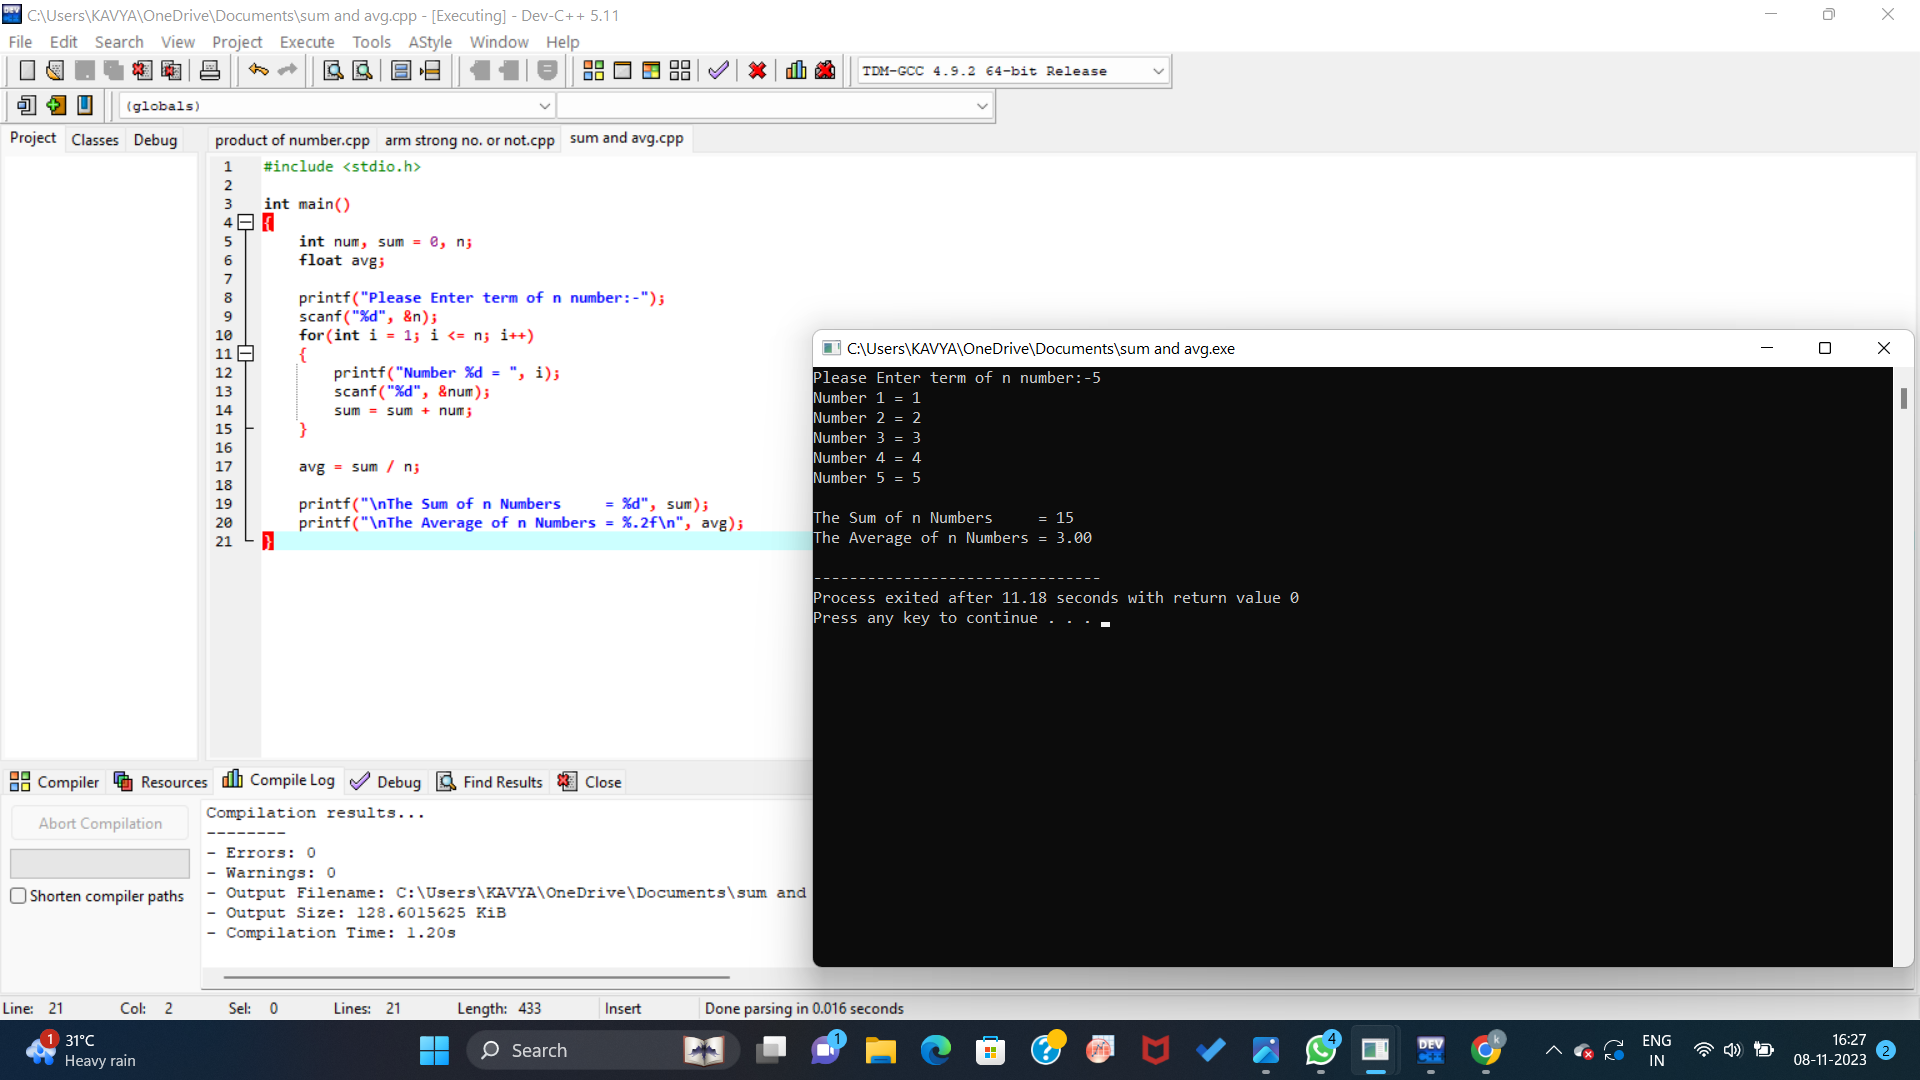 C:\Users\KAVYA\OneDrive\Documents\sum and avg.cpp - [Executing] - Dev-C++ 5.11
File Edit Search View Project Execute Tools AStyle Window Help
TDM-GCC 4.9.2 64-bit Release
(globals)
Project Classes Debug
product of number.cpp arm strong no. or not.cpp sum and avg.cpp
1 #include <stdio.h>
2
3 int main()
4 {
5 int num, sum = 0, n;
6 float avg;
7
8 printf("Please Enter term of n number:-");
9 scanf("%d", &n);
10 for(int i = 1; i <= n; i++)
11 {
12 printf("Number %d = ", i);
13 scanf("%d", &num);
14 sum = sum + num;
15 }
16
17 avg = sum / n;
18
19 printf("\nThe Sum of n Numbers     = %d", sum);
20 printf("\nThe Average of n Numbers = %.2f\n", avg);
21 }
C:\Users\KAVYA\OneDrive\Documents\sum and avg.exe
Please Enter term of n number:-5
Number 1 = 1
Number 2 = 2
Number 3 = 3
Number 4 = 4
Number 5 = 5
The Sum of n Numbers     = 15
The Average of n Numbers = 3.00
--------------------------------
Process exited after 11.18 seconds with return value 0
Press any key to continue . . .
Compiler Resources Compile Log Debug Find Results Close
Abort Compilation
Shorten compiler paths
Compilation results...
--------
- Errors: 0
- Warnings: 0
- Output Filename: C:\Users\KAVYA\OneDrive\Documents\sum and
- Output Size: 128.6015625 KiB
- Compilation Time: 1.20s
Line: 21 Col: 2 Sel: 0 Lines: 21 Length: 433 Insert Done parsing in 0.016 seconds
1 31°C
Heavy rain
Search
1
4
DEV
k
ENG
IN
16:27
08-11-2023
2